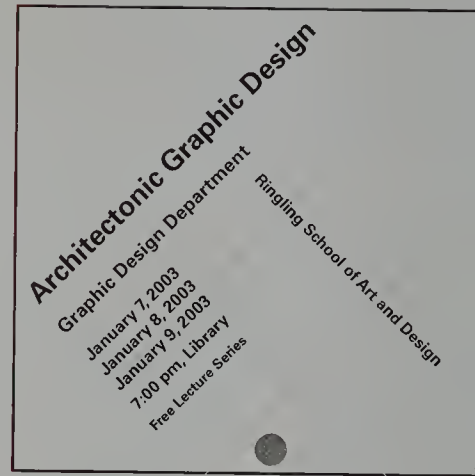 Architectonic Graphic Design
Graphic Design Department
Ringling School of Art and Design
January 7, 2003
January 8, 2003
January 9, 2003
7:00 pm, Library
Free Lecture Series